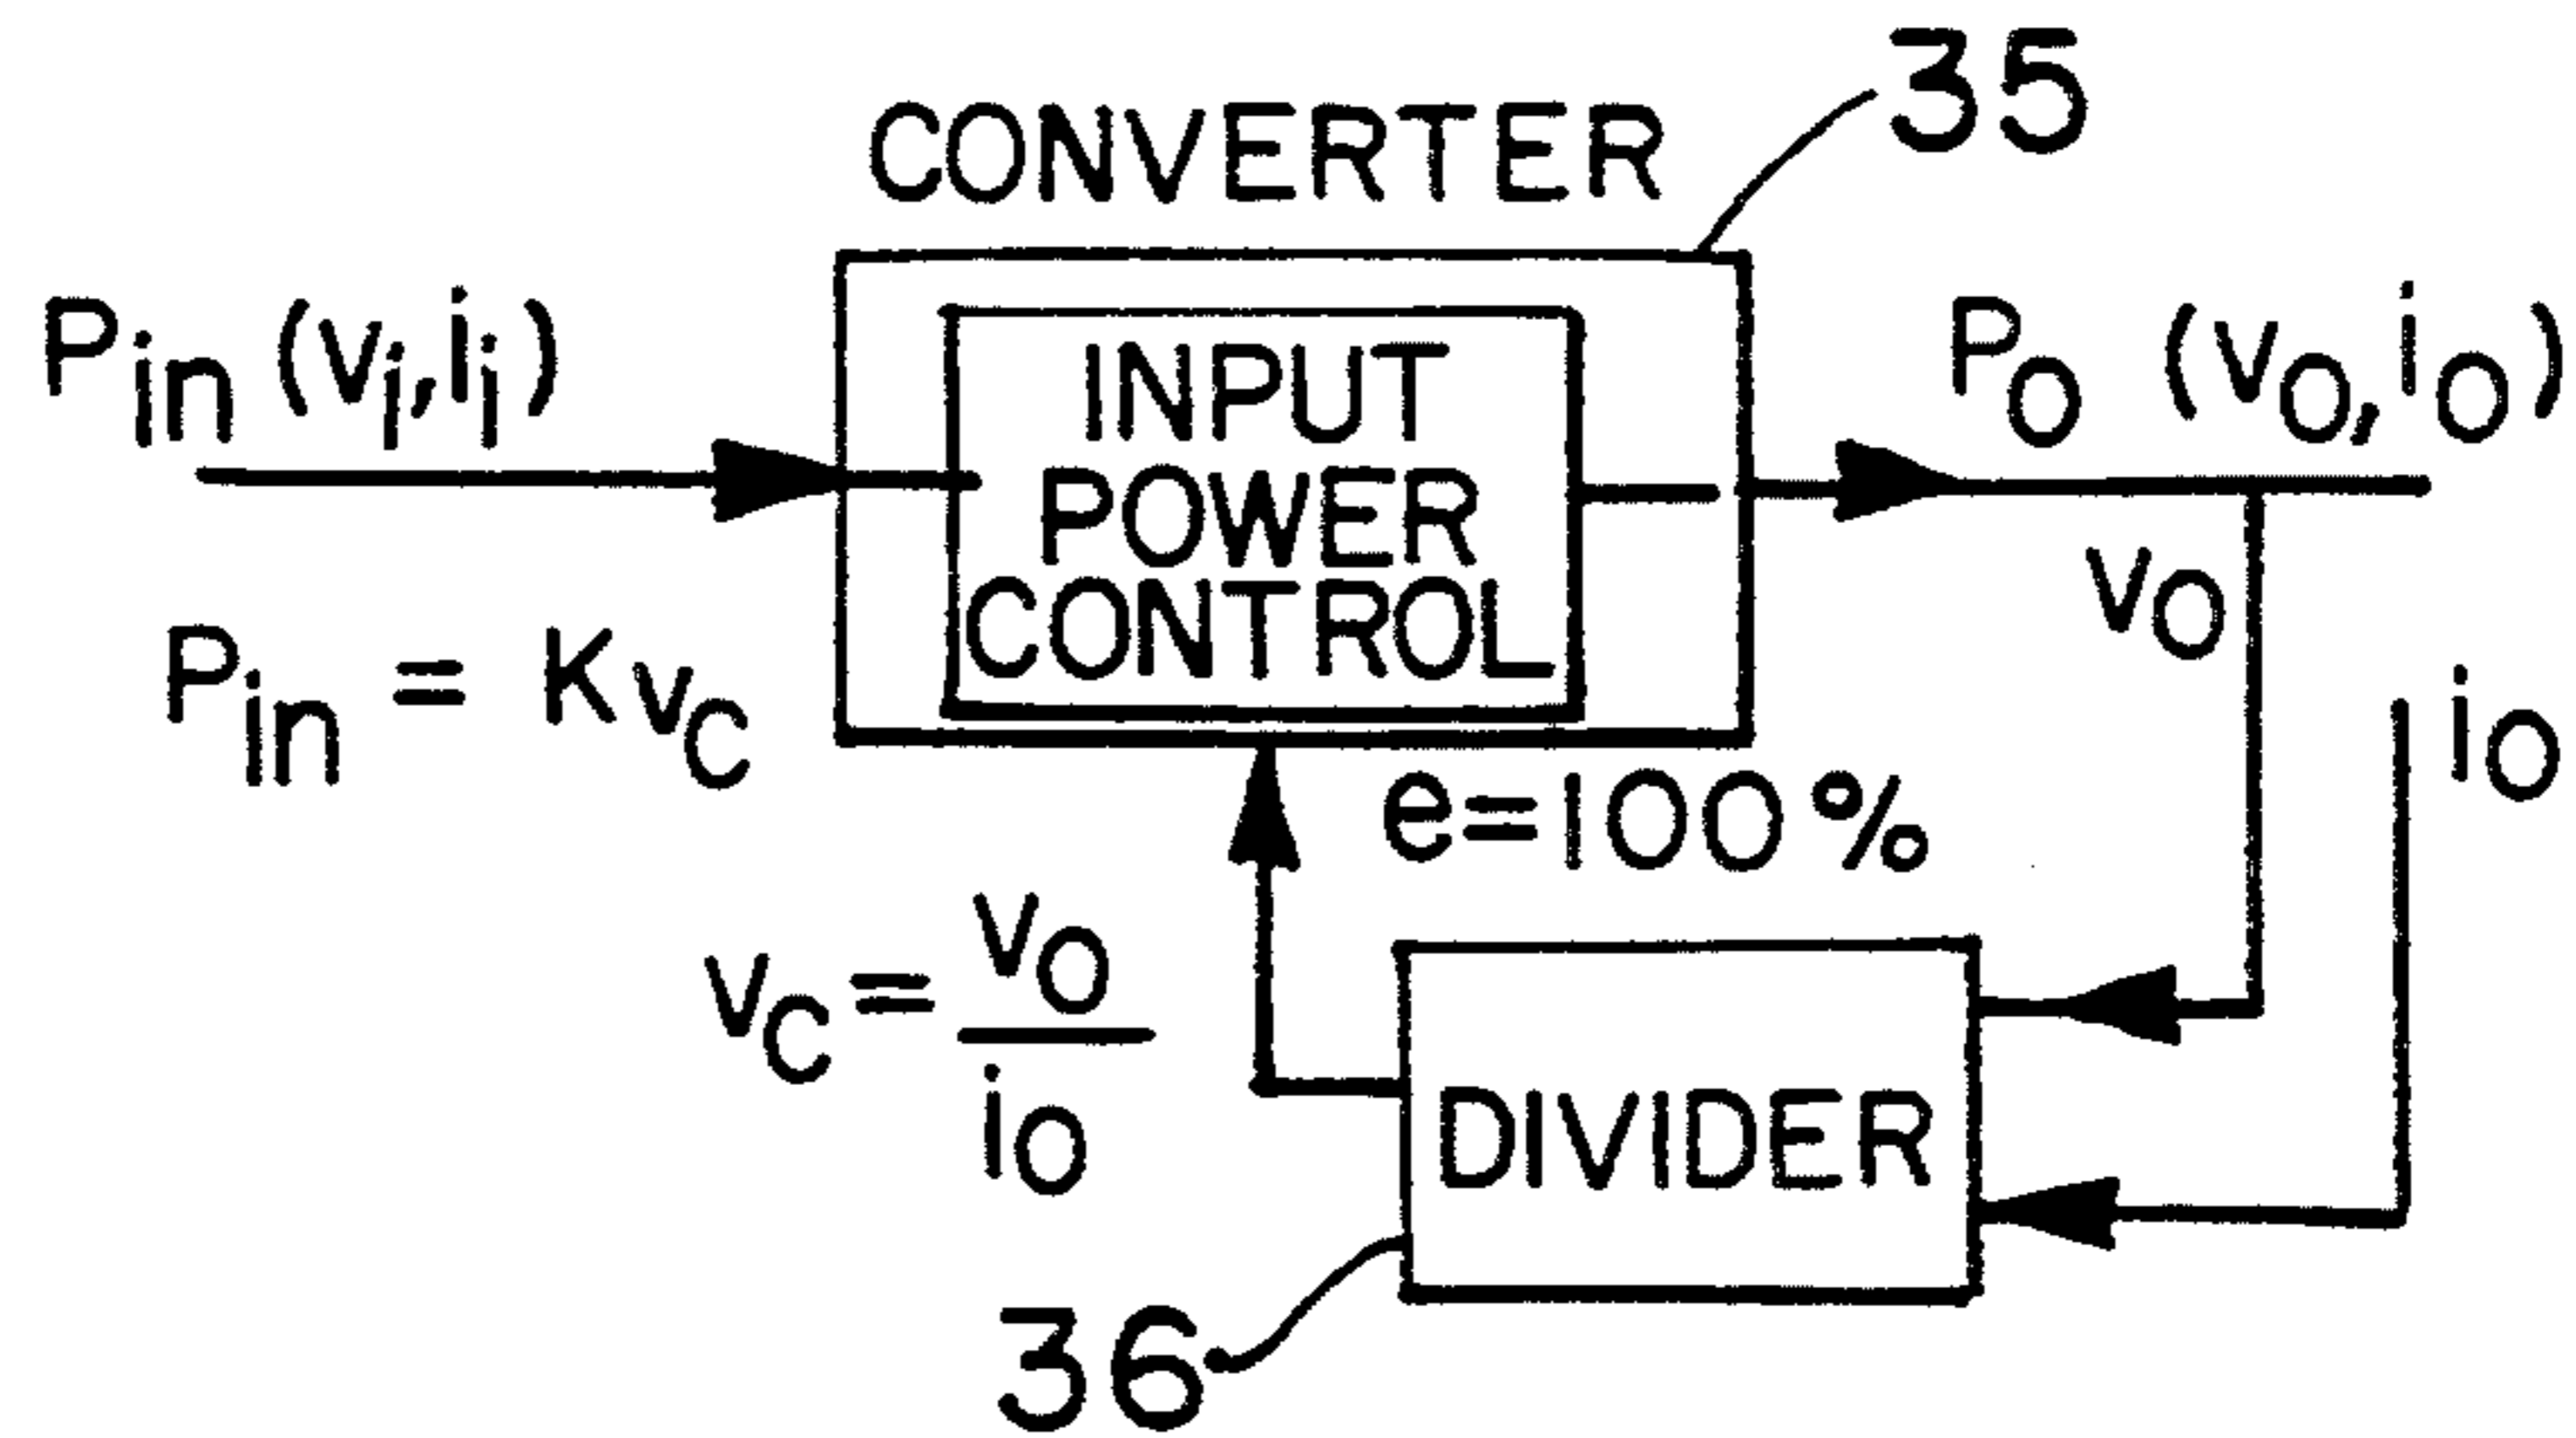 35
CONVERTER
Pin (vi, ii)
INPUT
POWER
CONTROL
Po (vo, io)
vo
io
Pin = Kvc
e=100%
vc = vo/io
DIVIDER
36